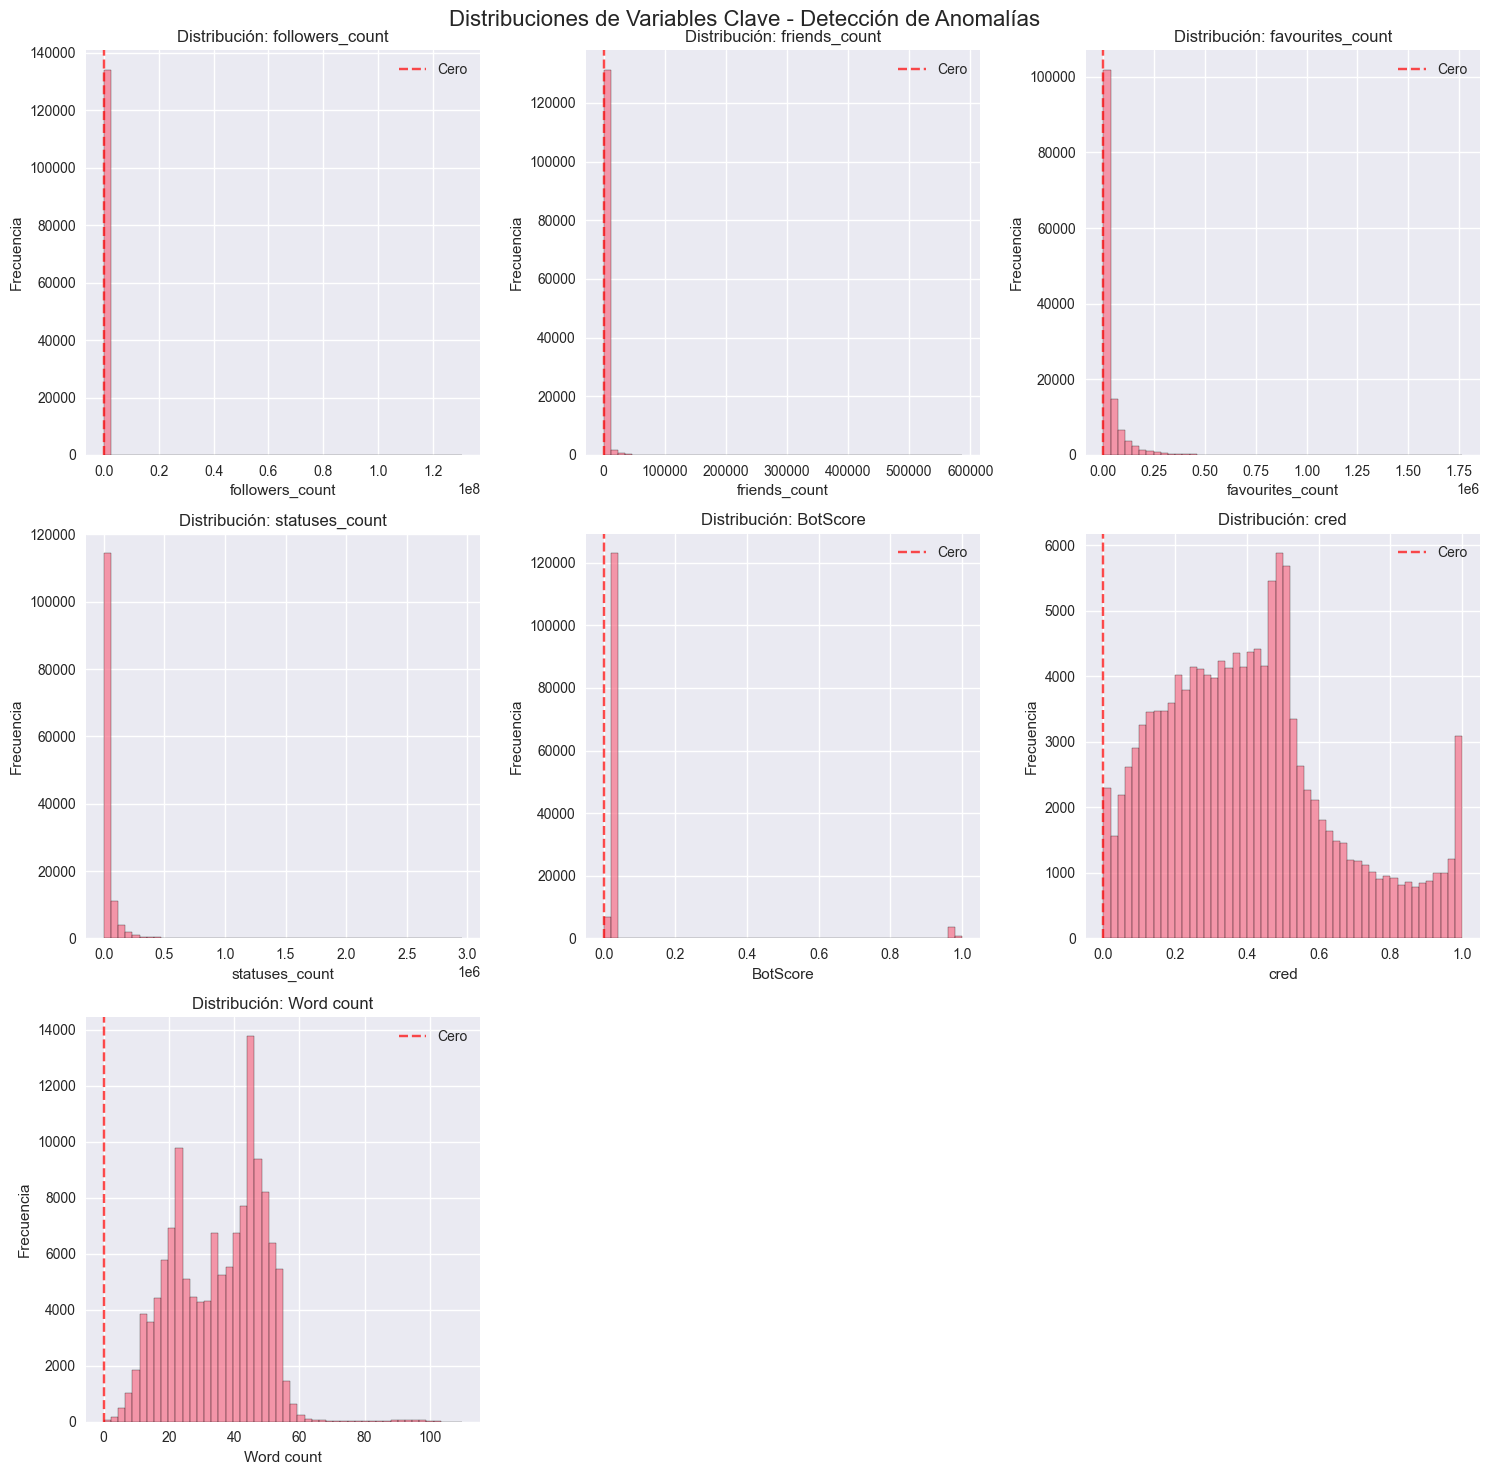 Distribuciones de Variables Clave - Detección de Anomalías
Distribución: followers_count
Cero
Frecuencia
140000
120000
100000
80000
60000
40000
20000
0
0.0 0.2 0.4 0.6 0.8 1.0 1.2
1e8
followers_count
Distribución: friends_count
Cero
Frecuencia
120000
100000
80000
60000
40000
20000
0
0 100000 200000 300000 400000 500000 600000
friends_count
Distribución: favourites_count
Cero
Frecuencia
100000
80000
60000
40000
20000
0
0.00 0.25 0.50 0.75 1.00 1.25 1.50 1.75
1e6
favourites_count
Distribución: statuses_count
Frecuencia
120000
100000
80000
60000
40000
20000
0
0.0 0.5 1.0 1.5 2.0 2.5 3.0
1e6
statuses_count
Distribución: BotScore
Cero
Frecuencia
120000
100000
80000
60000
40000
20000
0
0.0 0.2 0.4 0.6 0.8 1.0
BotScore
Distribución: cred
Cero
Frecuencia
6000
5000
4000
3000
2000
1000
0
0.0 0.2 0.4 0.6 0.8 1.0
cred
Distribución: Word count
Cero
Frecuencia
14000
12000
10000
8000
6000
4000
2000
0
0 20 40 60 80 100
Word count